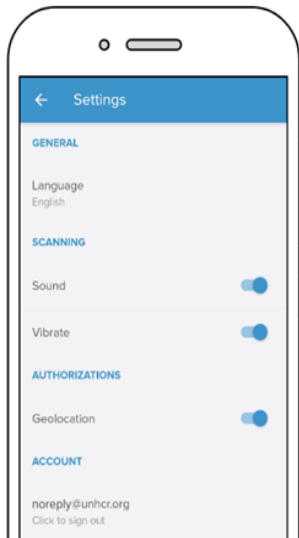 Settings
GENERAL
Language
English
SCANNING
Sound
Vibrate
AUTHORIZATIONS
Geolocation
ACCOUNT
noreply@unhcr.org
Click to sign out